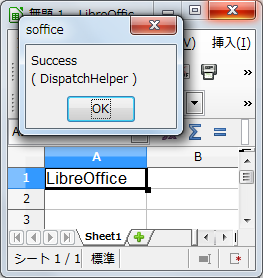 無題 1 - LibreOffic
soffice
Success
( DispatchHelper )
OK
(V) 挿入(I)
A
Σ =
A B
1 LibreOffice
2
3
Sheet1
シート 1 / 1 標準